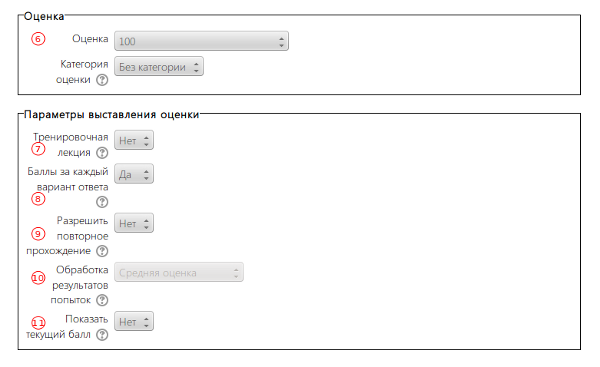 Оценка
6 Оценка 100
Категория Без категории
оценки ?
Параметры выставления оценки
Тренировочная Нет
7 лекция ?
Баллы за каждый Да
вариант ответа
8 ?
Разрешить Нет
9 повторное
прохождение ?
Обработка Средняя оценка
10 результатов
попыток ?
Показать Нет
11 текущий балл ?